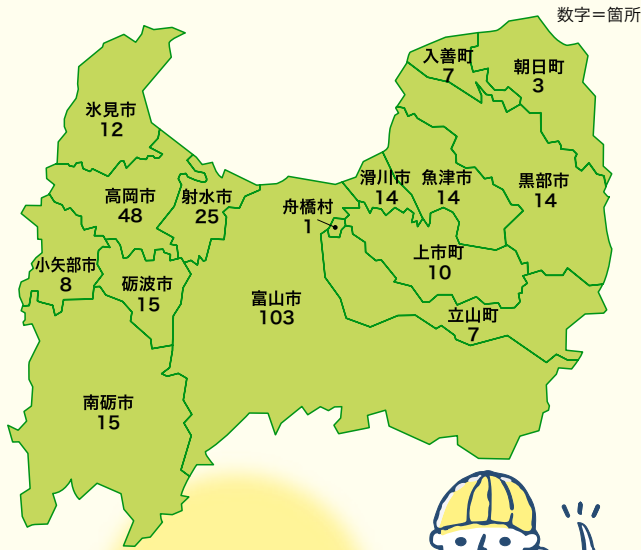 数字＝箇所
入善町
7
朝日町
3
氷見市
12
高岡市
48
射水市
25
滑川市
14
魚津市
14
黒部市
14
舟橋村
1
上市町
10
小矢部市
8
砺波市
15
富山市
103
立山町
7
南砺市
15